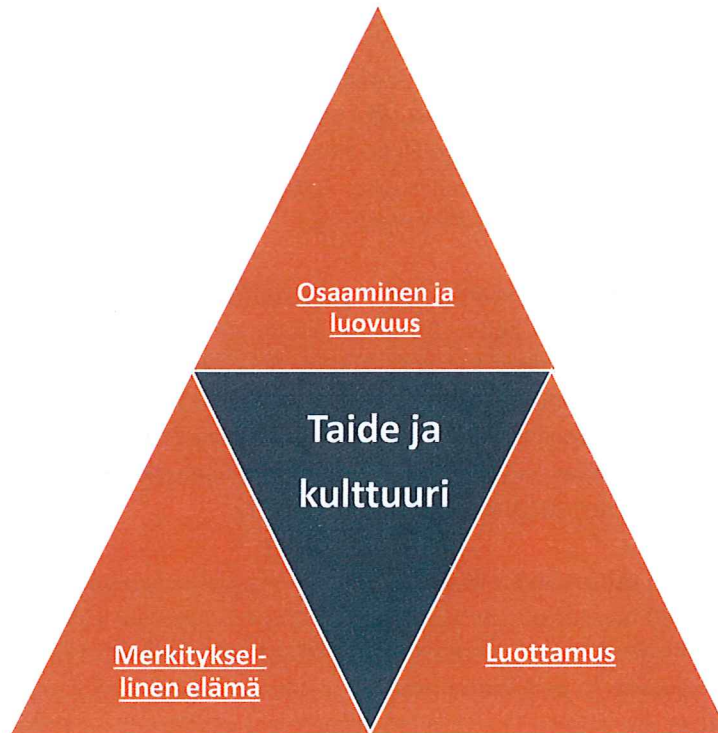 Osaaminen ja
luovuus
Taide ja
kulttuuri
Merkityksel-
linen elämä
Luottamus